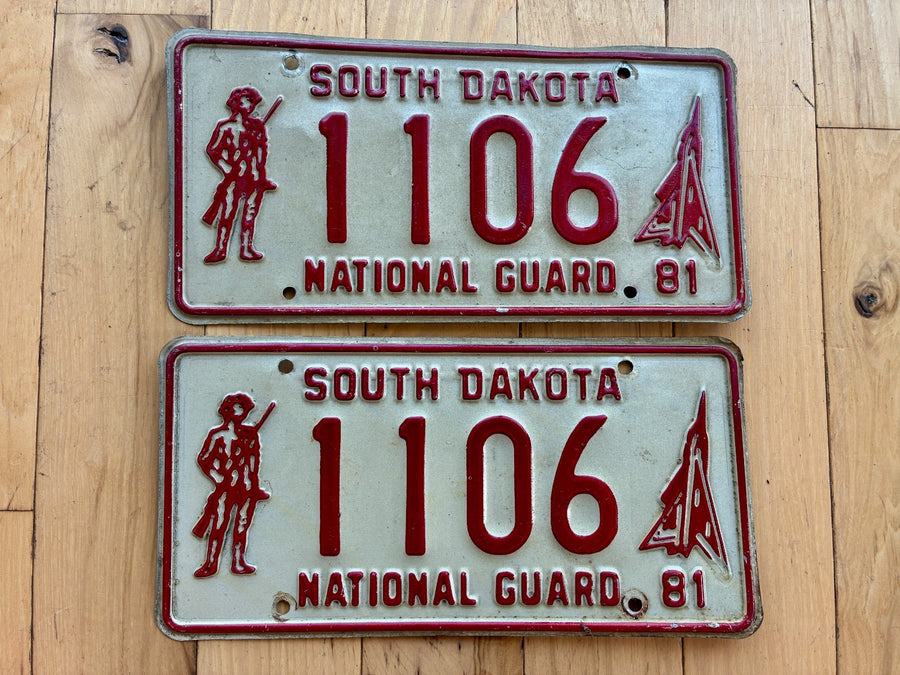 SOUTH DAKOTA
1106
NATIONAL GUARD 81
SOUTH DAKOTA
1106
NATIONAL GUARD 81